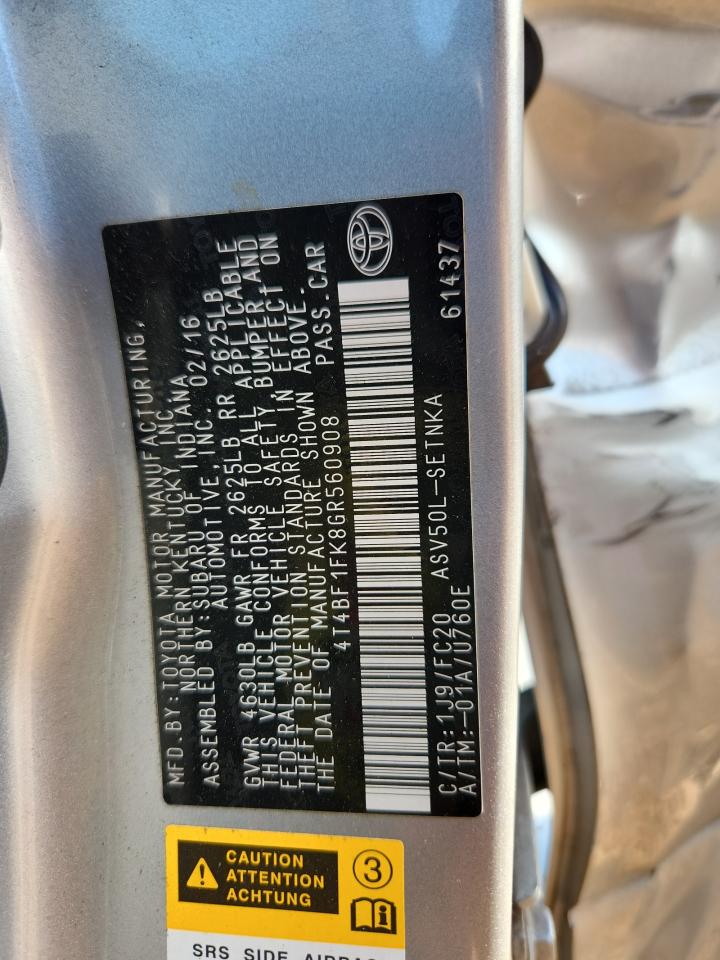 MFD. BY: TOYOTA MOTOR MANUFACTURING,
NORTHERN KENTUCKY INC.
ASSEMBLED BY: SUBARU OF INDIANA
AUTOMOTIVE, INC. 02/16
GVWR 4630LB GAWR FR 2625LB RR 2625LB
THIS VEHICLE CONFORMS TO ALL APPLICABLE
FEDERAL MOTOR VEHICLE SAFETY, BUMPER, AND
THEFT PREVENTION STANDARDS IN EFFECT ON
THE DATE OF MANUFACTURE SHOWN ABOVE.
4T4BF1FK8GR560908 PASS. CAR
C/TR: 1J9/FC20 ASV50L-SETNKA 61437
A/TM: -01A/U760E
CAUTION
ATTENTION
ACHTUNG
3
i
SRS SIDE